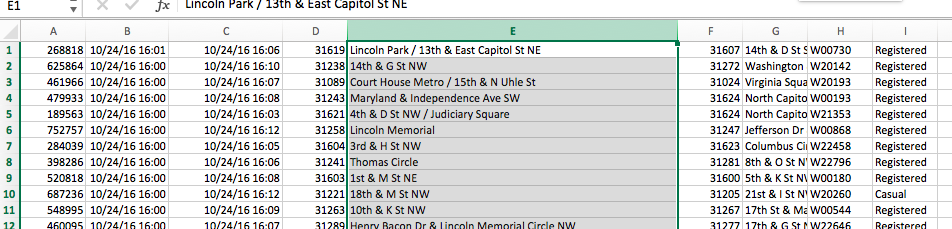 E1 fx Lincoln Park / 13th & East Capitol St NE
A B C D E F G H I
1 268818 10/24/16 16:01 10/24/16 16:06 31619 Lincoln Park / 13th & East Capitol St NE 31607 14th & D St S W00730 Registered
2 625864 10/24/16 16:00 10/24/16 16:10 31238 14th & G St NW 31272 Washington W20142 Registered
3 461966 10/24/16 16:00 10/24/16 16:07 31089 Court House Metro / 15th & N Uhle St 31024 Virginia Squa W20193 Registered
4 479933 10/24/16 16:00 10/24/16 16:08 31243 Maryland & Independence Ave SW 31624 North Capito W00193 Registered
5 189563 10/24/16 16:00 10/24/16 16:03 31621 4th & D St NW / Judiciary Square 31624 North Capito W21353 Registered
6 752757 10/24/16 16:00 10/24/16 16:12 31258 Lincoln Memorial 31247 Jefferson Dr W00868 Registered
7 284039 10/24/16 16:00 10/24/16 16:05 31604 3rd & H St NW 31623 Columbus Ci W22458 Registered
8 398286 10/24/16 16:00 10/24/16 16:06 31241 Thomas Circle 31281 8th & O St N W22796 Registered
9 520818 10/24/16 16:00 10/24/16 16:08 31603 1st & M St NE 31600 5th & K St N W00180 Registered
10 687236 10/24/16 16:00 10/24/16 16:12 31221 18th & M St NW 31205 21st & I St N W20260 Casual
11 548995 10/24/16 16:00 10/24/16 16:09 31263 10th & K St NW 31267 17th St & Ma W00544 Registered
12 460095 10/24/16 16:00 10/24/16 16:07 31289 Henry Bacon Dr & Lincoln Memorial Circle NW 31277 17th & G St N W22646 Registered